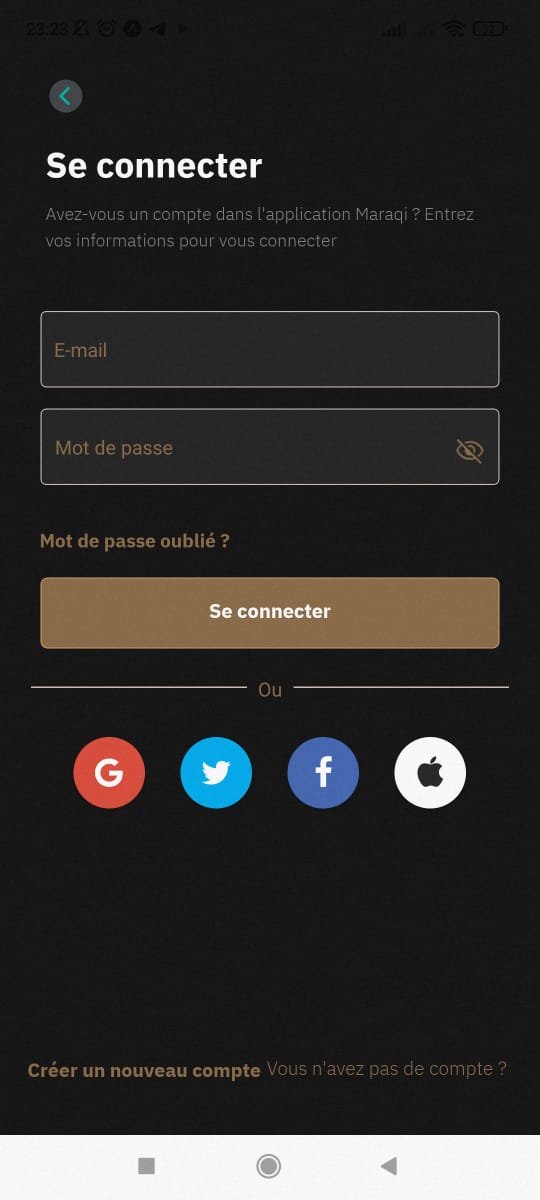 23:23
92
Se connecter
Avez-vous un compte dans l'application Maraqi ? Entrez
vos informations pour vous connecter
E-mail
Mot de passe
Mot de passe oublié ?
Se connecter
Ou
Créer un nouveau compte Vous n'avez pas de compte ?